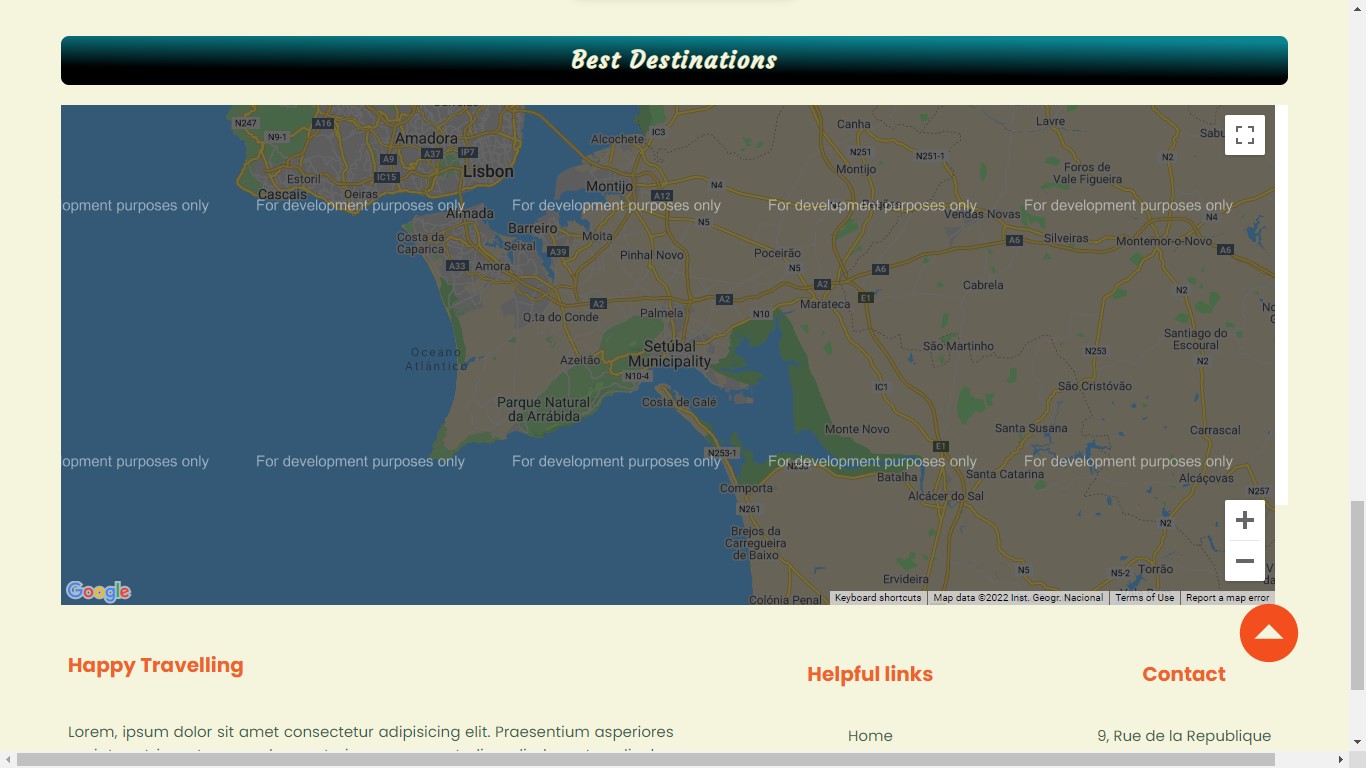 Best Destinations
N247
A16
N9-1
Amadora
A37
IP7
A9
IC15
Lisbon
Estoril
Cascais
Oeiras
Alcochete
IC3
Montijo
A12
N4
N5
Canha
N251
N251-1
Montijo
Lavre
Foros de
Vale Figueira
N2
opment purposes only
For development purposes only
For development purposes only
For development purposes only
For development purposes only
Almada
Barreiro
Costa da
Caparica
Seixal
Moita
A39
A33
Amora
Pinhal Novo
Poceirão
N5
Vendas Novas
N4
A6
Silveiras
Montemor-o-Novo
A6
A6
A2
E1
Marateca
Cabrela
N2
A2
A2
Q.ta do Conde
Palmela
N10
Oceano
Atlântico
Azeitão
Setúbal
Municipality
N10-4
Parque Natural
da Arrábida
Costa de Galé
São Martinho
N253
Santiago do
Escoural
N2
IC1
São Cristóvão
Monte Novo
Santa Susana
Carrascal
E1
N253-1
opment purposes only
For development purposes only
For development purposes only
For development purposes only
For development purposes only
Batalha
Santa Catarina
Alcáçovas
Comporta
Alcácer do Sal
N257
N261
N2
Brejos da
Carregueira
de Baixo
Ervideira
N5
N5-2
Torrão
Colónia Penal
Google
Keyboard shortcuts
Map data ©2022 Inst. Geogr. Nacional
Terms of Use
Report a map error
Happy Travelling
Helpful links
Contact
Lorem, ipsum dolor sit amet consectetur adipisicing elit. Praesentium asperiores
Home
9, Rue de la Republique